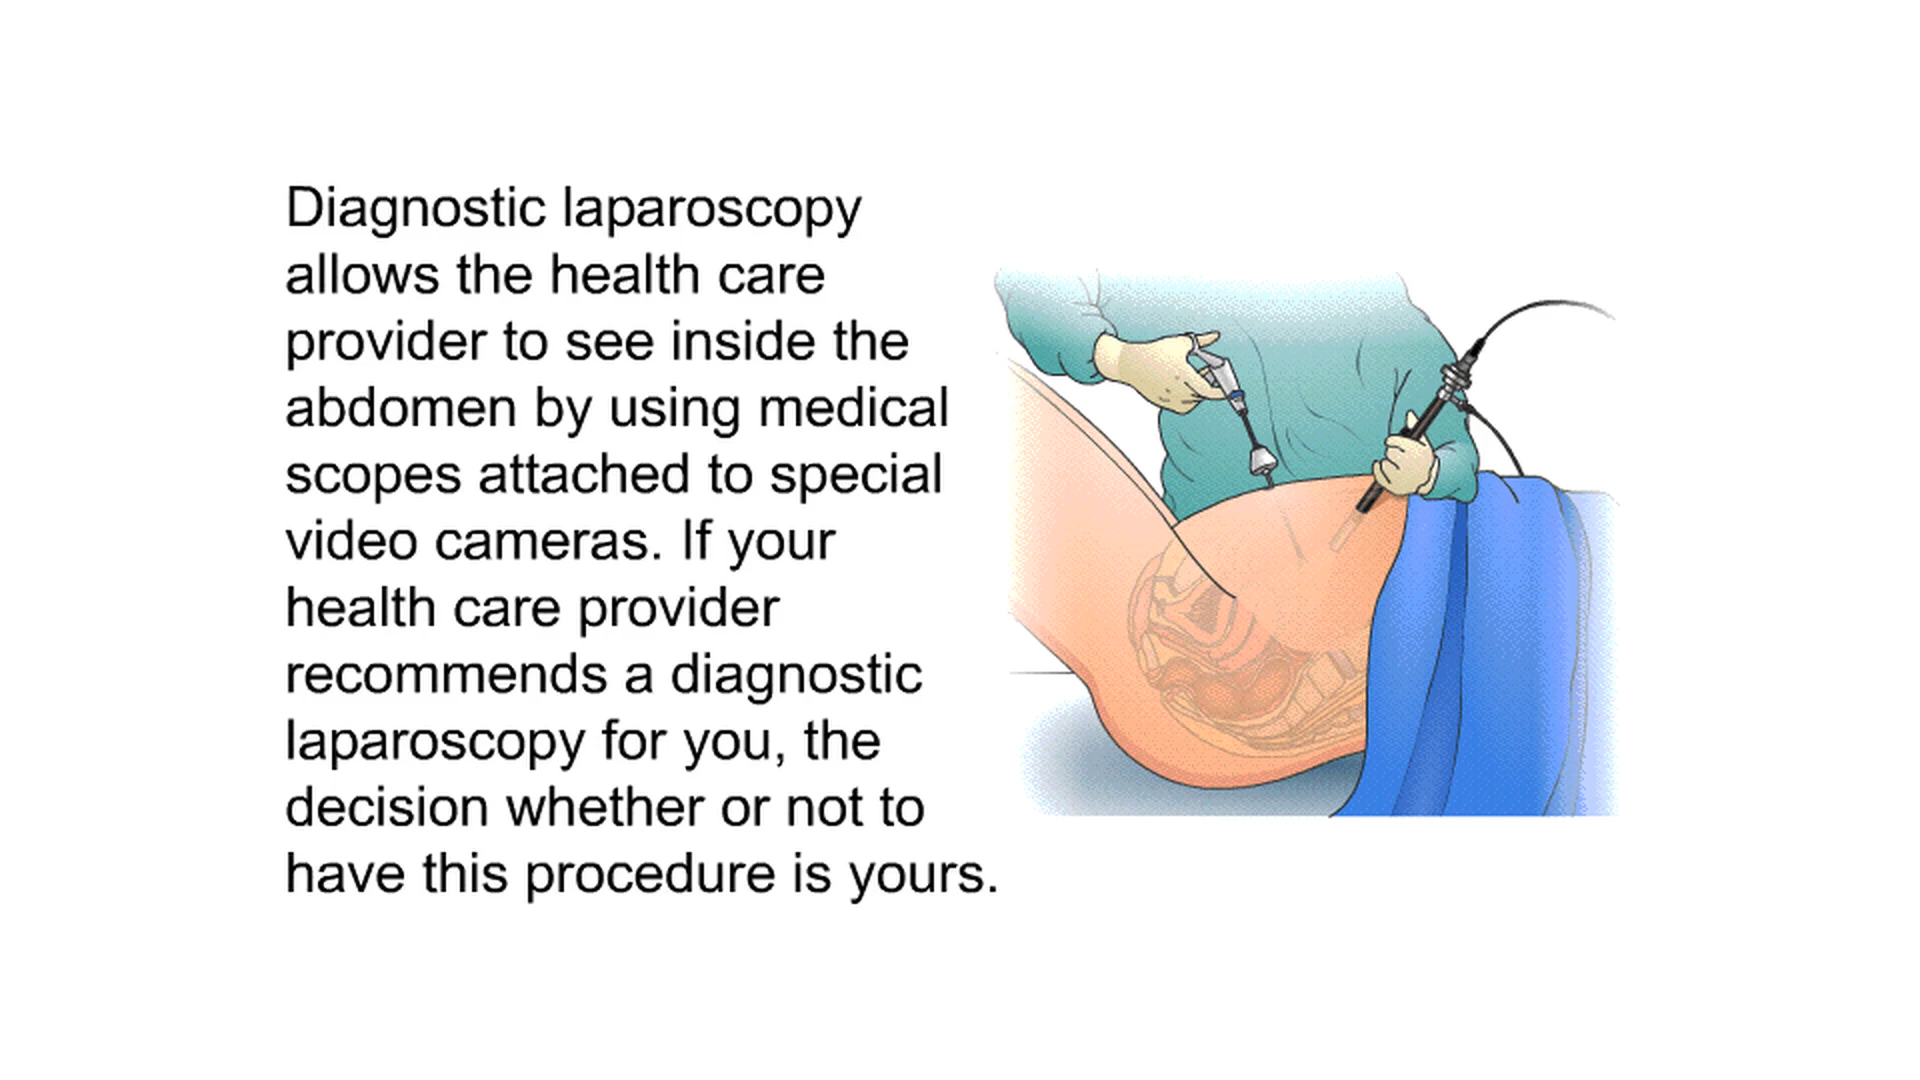 Diagnostic laparoscopy
allows the health care
provider to see inside the
abdomen by using medical
scopes attached to special
video cameras. If your
health care provider
recommends a diagnostic
laparoscopy for you, the
decision whether or not to
have this procedure is yours.